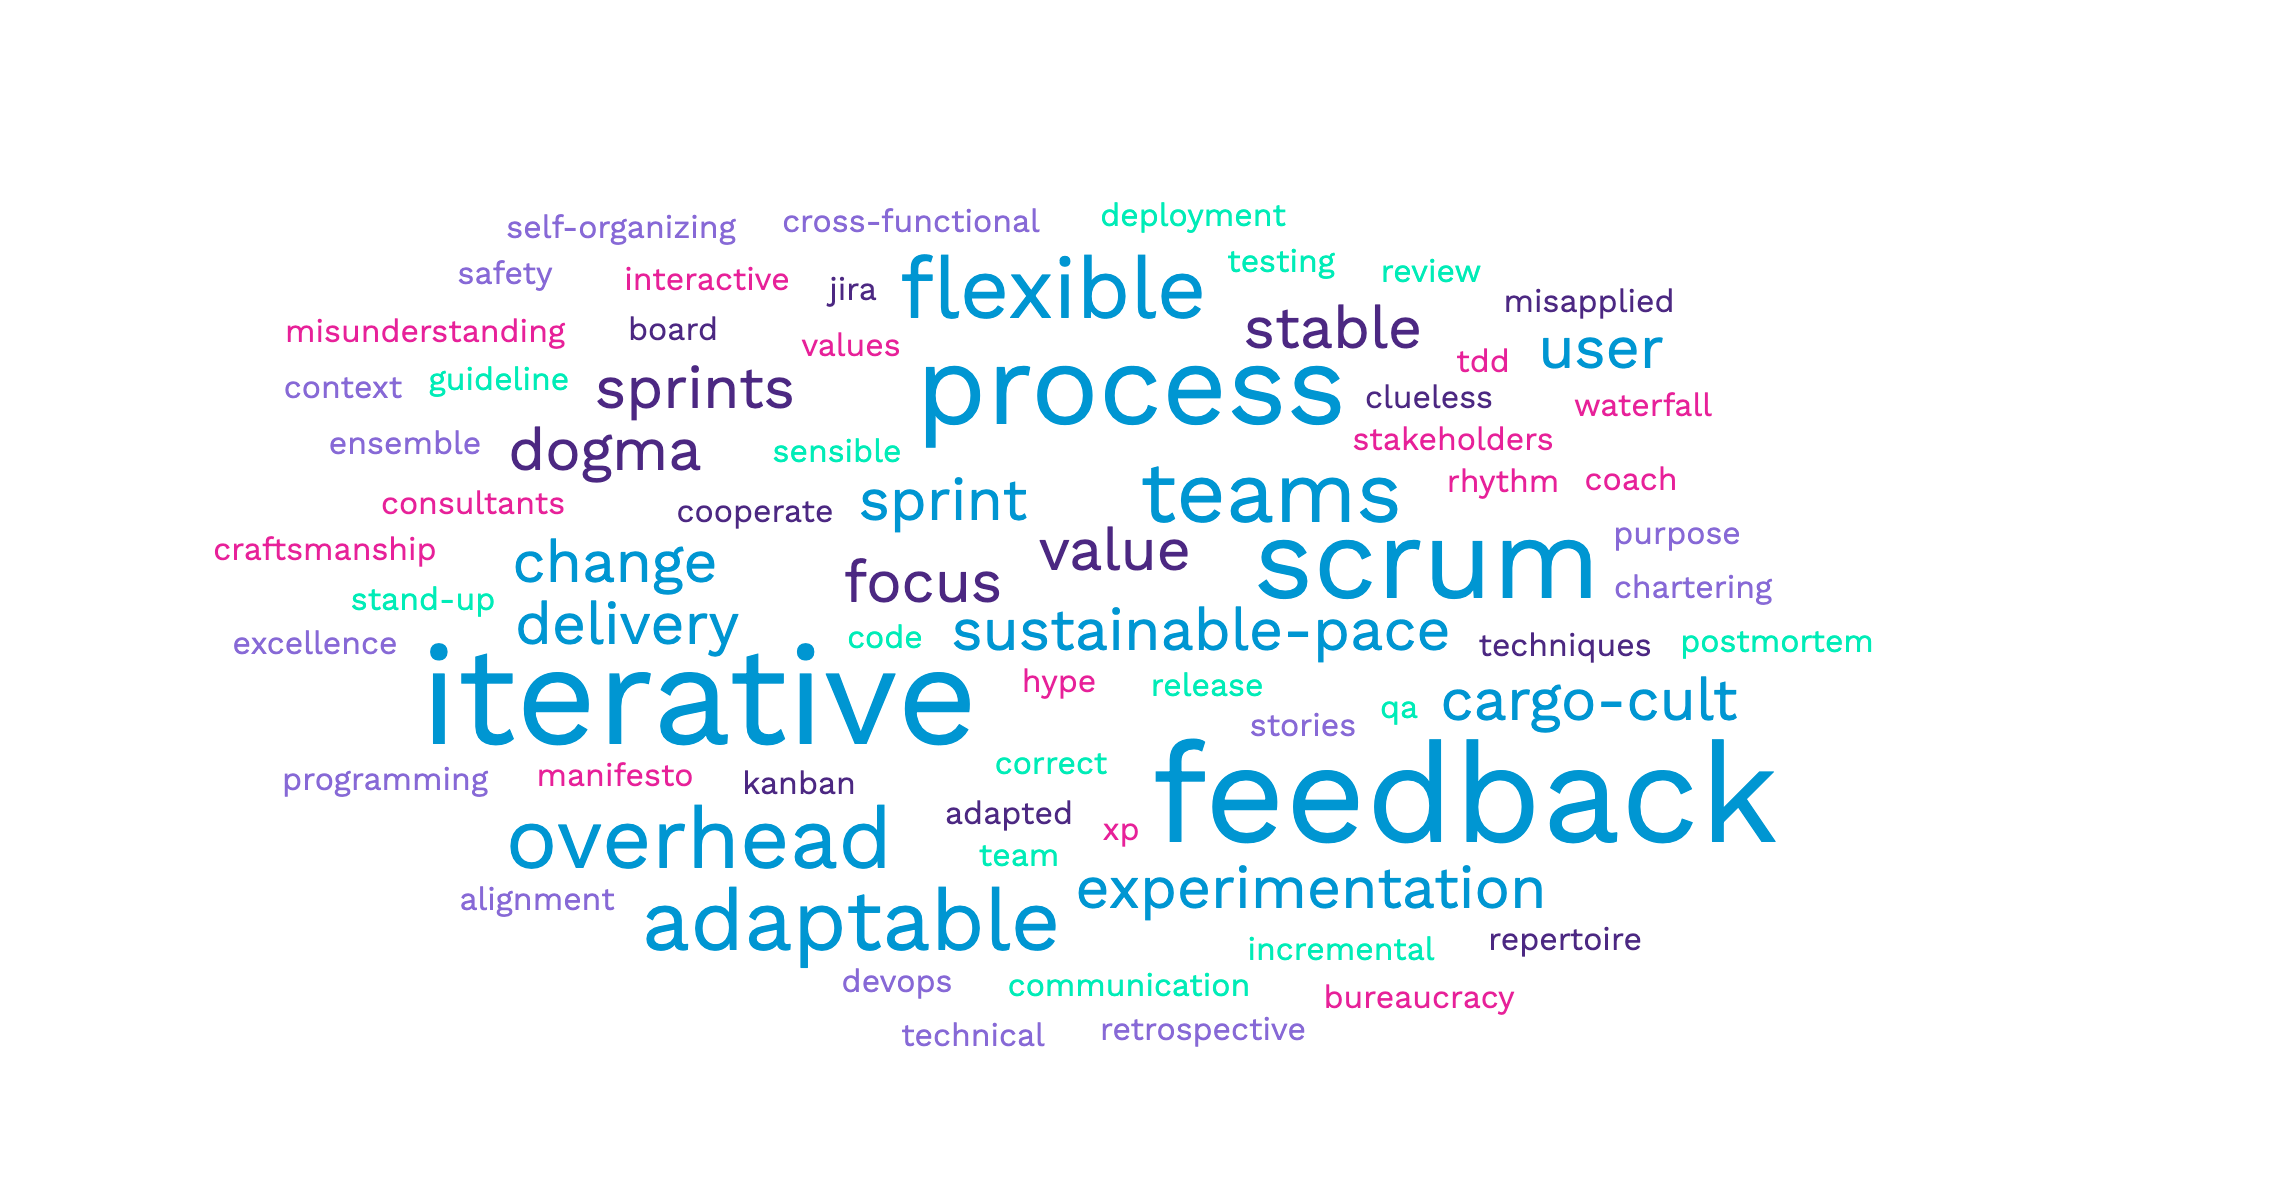 self-organizing cross-functional deployment
safety interactive jira flexible testing review
misunderstanding board values stable misapplied
context guideline sprints process clueless tdd user
waterfall
ensemble dogma sensible stakeholders
consultants cooperate sprint teams rhythm coach
craftsmanship change focus value scrum purpose
stand-up delivery chartering
excellence code sustainable-pace techniques postmortem
iterative hype release stories qa cargo-cult
programming manifesto kanban correct feedback
overhead adapted xp
team
alignment adaptable experimentation
incremental repertoire
devops communication bureaucracy
technical retrospective